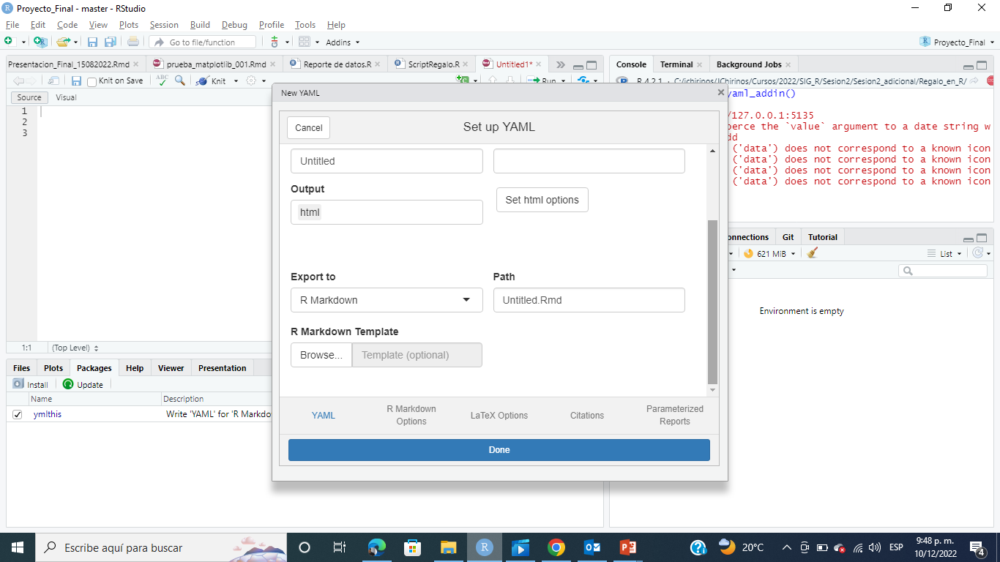 Proyecto_Final - master - RStudio
File Edit Code View Plots Session Build Debug Profile Tools Help
Go to file/function Addins Proyecto_Final
Presentacion_Final_15082022.Rmd prueba_matplotlib_001.Rmd Reporte de datos.R ScriptRegalo.R Untitled1*
Knit on Save ABC Knit Run
Source Visual
1
2
3
1:1 (Top Level)
Files Plots Packages Help Viewer Presentation
Install Update
Name Description
ymlthis Write 'YAML' for 'R Markdo
New YAML
Cancel Set up YAML
Untitled
Output
html Set html options
Export to Path
R Markdown Untitled.Rmd
R Markdown Template
Browse... Template (optional)
YAML R Markdown Options LaTeX Options Citations Parameterized Reports
Done
Console Terminal Background Jobs
R 4.2.1 · C:/ichirinos/IChirinos/Cursos/2022/SIG_R/Sesion2/Sesion2_adicional/Regalo_en_R/
yaml_addin()
/127.0.0.1:5135
oerce the `value` argument to a date string w
dd
('data') does not correspond to a known icon
('data') does not correspond to a known icon
('data') does not correspond to a known icon
('data') does not correspond to a known icon
onnections Git Tutorial
621 MiB List
Environment is empty
Escribe aquí para buscar
20°C ESP 9:48 p. m.
10/12/2022
4